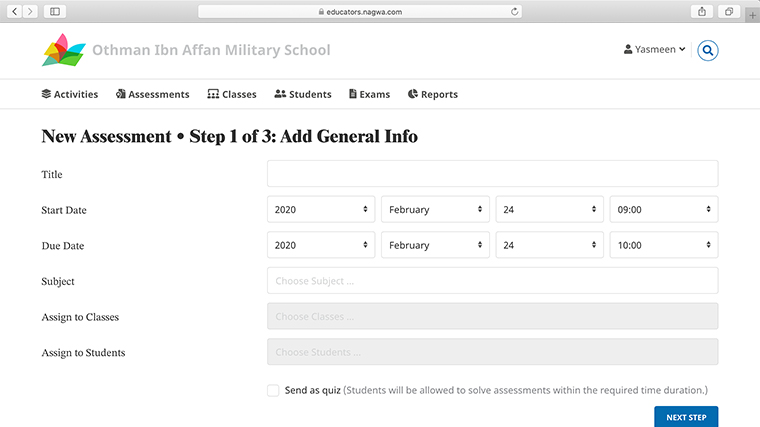 educators.nagwa.com
Othman Ibn Affan Military School
Yasmeen
Activities Assessments Classes Students Exams Reports
New Assessment • Step 1 of 3: Add General Info
Title
Start Date 2020 February 24 09:00
Due Date 2020 February 24 10:00
Subject Choose Subject ...
Assign to Classes Choose Classes ...
Assign to Students Choose Students ...
Send as quiz (Students will be allowed to solve assessments within the required time duration.)
NEXT STEP